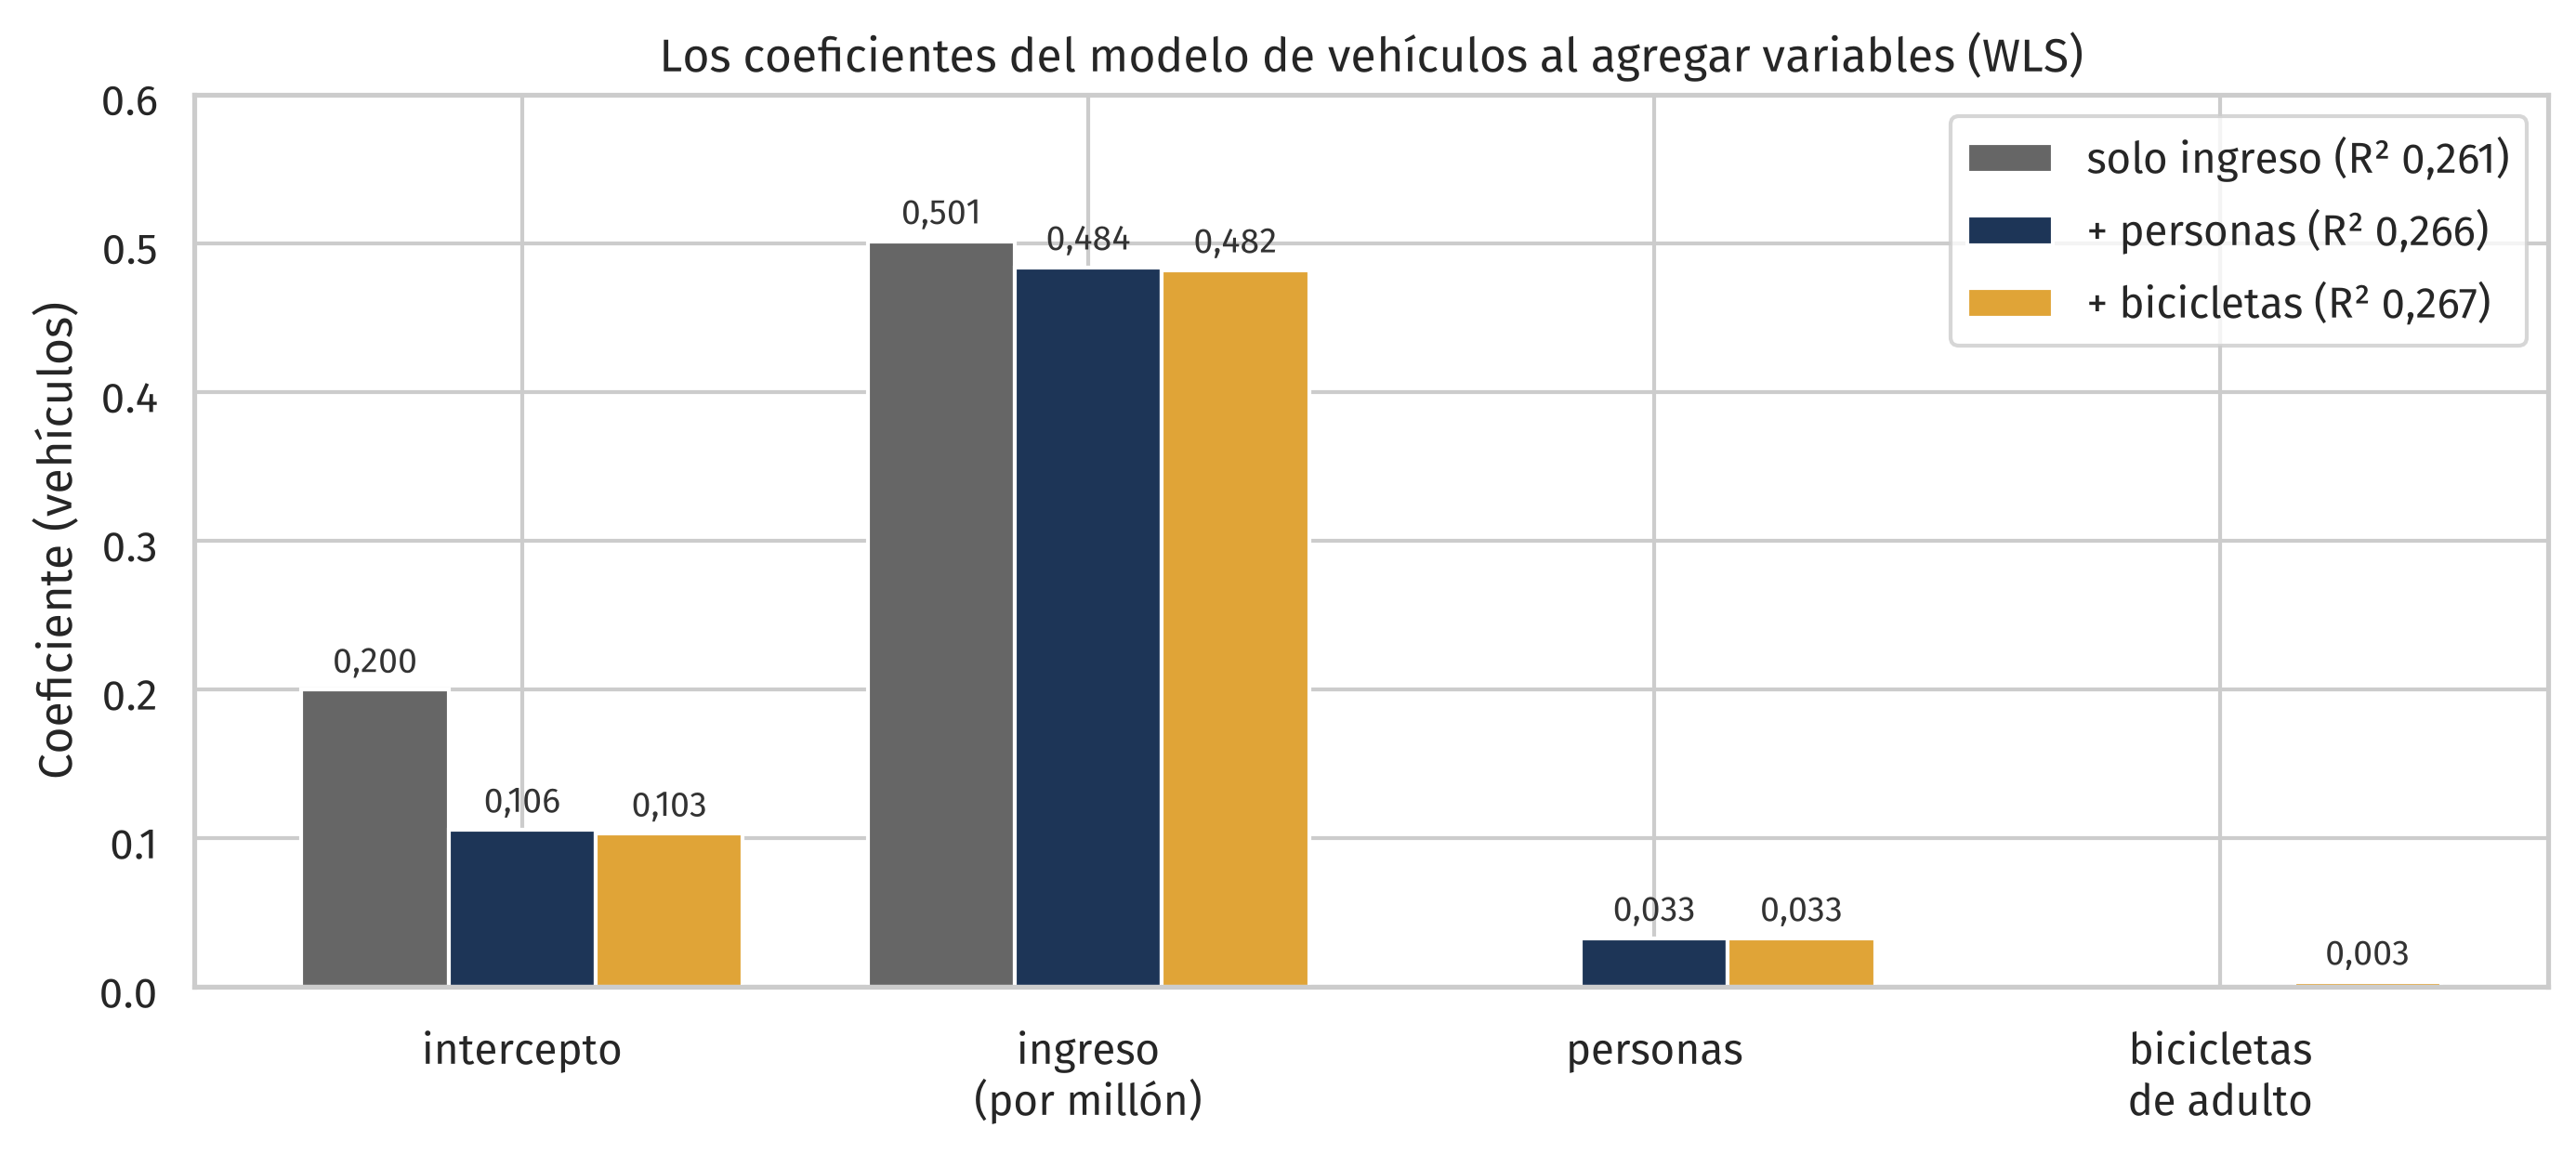 Los coeficientes del modelo de vehículos al agregar variables (WLS)
Coeficiente (vehículos)
0.6
0.5
0.4
0.3
0.2
0.1
0.0
solo ingreso (R² 0,261)
+ personas (R² 0,266)
+ bicicletas (R² 0,267)
0,200
0,106
0,103
0,501
0,484
0,482
0,033
0,033
0,003
intercepto
ingreso
(por millón)
personas
bicicletas
de adulto